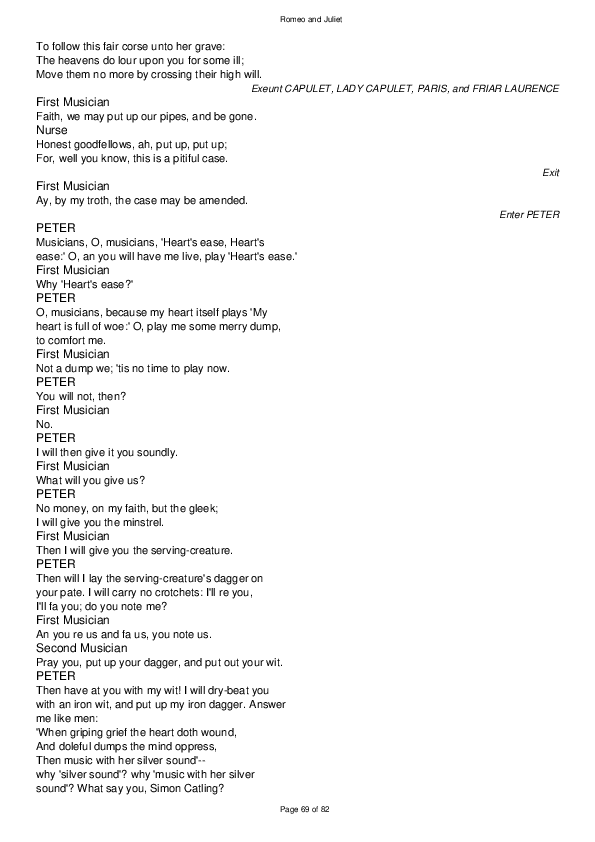 Romeo and Juliet
To follow this fair corse unto her grave:
The heavens do lour upon you for some ill;
Move them no more by crossing their high will.
Exeunt CAPULET, LADY CAPULET, PARIS, and FRIAR LAURENCE
First Musician
Faith, we may put up our pipes, and be gone.
Nurse
Honest goodfellows, ah, put up, put up;
For, well you know, this is a pitiful case.
Exit
First Musician
Ay, by my troth, the case may be amended.
Enter PETER
PETER
Musicians, O, musicians, 'Heart's ease, Heart's
ease:' O, an you will have me live, play 'Heart's ease.'
First Musician
Why 'Heart's ease?'
PETER
O, musicians, because my heart itself plays 'My
heart is full of woe:' O, play me some merry dump,
to comfort me.
First Musician
Not a dump we; 'tis no time to play now.
PETER
You will not, then?
First Musician
No.
PETER
I will then give it you soundly.
First Musician
What will you give us?
PETER
No money, on my faith, but the gleek;
I will give you the minstrel.
First Musician
Then I will give you the serving-creature.
PETER
Then will I lay the serving-creature's dagger on
your pate. I will carry no crotchets: I'll re you,
I'll fa you; do you note me?
First Musician
An you re us and fa us, you note us.
Second Musician
Pray you, put up your dagger, and put out your wit.
PETER
Then have at you with my wit! I will dry-beat you
with an iron wit, and put up my iron dagger. Answer
me like men:
'When griping grief the heart doth wound,
And doleful dumps the mind oppress,
Then music with her silver sound'--
why 'silver sound'? why 'music with her silver
sound'? What say you, Simon Catling?
Page 69 of 82